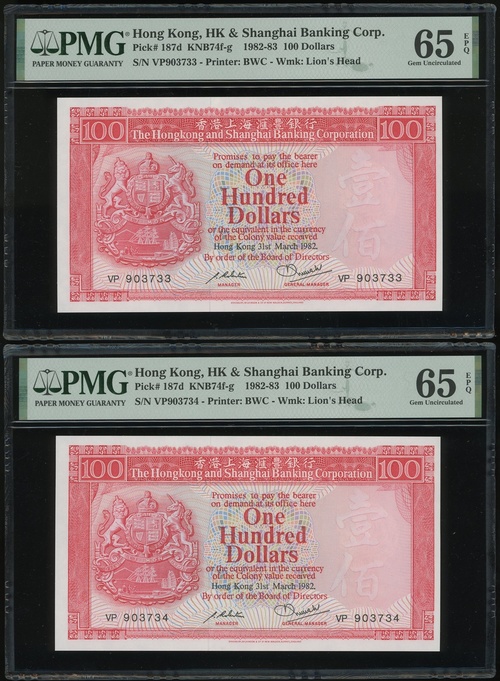 PMG
PAPER MONEY GUARANTY
Hong Kong, HK & Shanghai Banking Corp.
Pick# 187d KNB74f-g 1982-83 100 Dollars
S/N VP903733 - Printer: BWC - Wmk: Lion's Head
65 EPQ
Gem Uncirculated
100 香港上海滙豐銀行 100
The Hongkong and Shanghai Banking Corporation
Promises to pay the bearer
on demand at its office here
One
Hundred
Dollars
or the equivalent in the currency
of the Colony value received
Hong Kong 31st March 1982.
By order of the Board of Directors
壹佰
VP 903733
VP 903733
MANAGER
GENERAL MANAGER
PMG
PAPER MONEY GUARANTY
Hong Kong, HK & Shanghai Banking Corp.
Pick# 187d KNB74f-g 1982-83 100 Dollars
S/N VP903734 - Printer: BWC - Wmk: Lion's Head
65 EPQ
Gem Uncirculated
100 香港上海滙豐銀行 100
The Hongkong and Shanghai Banking Corporation
Promises to pay the bearer
on demand at its office here
One
Hundred
Dollars
or the equivalent in the currency
of the Colony value received
Hong Kong 31st March 1982.
By order of the Board of Directors
壹佰
VP 903734
VP 903734
MANAGER
GENERAL MANAGER